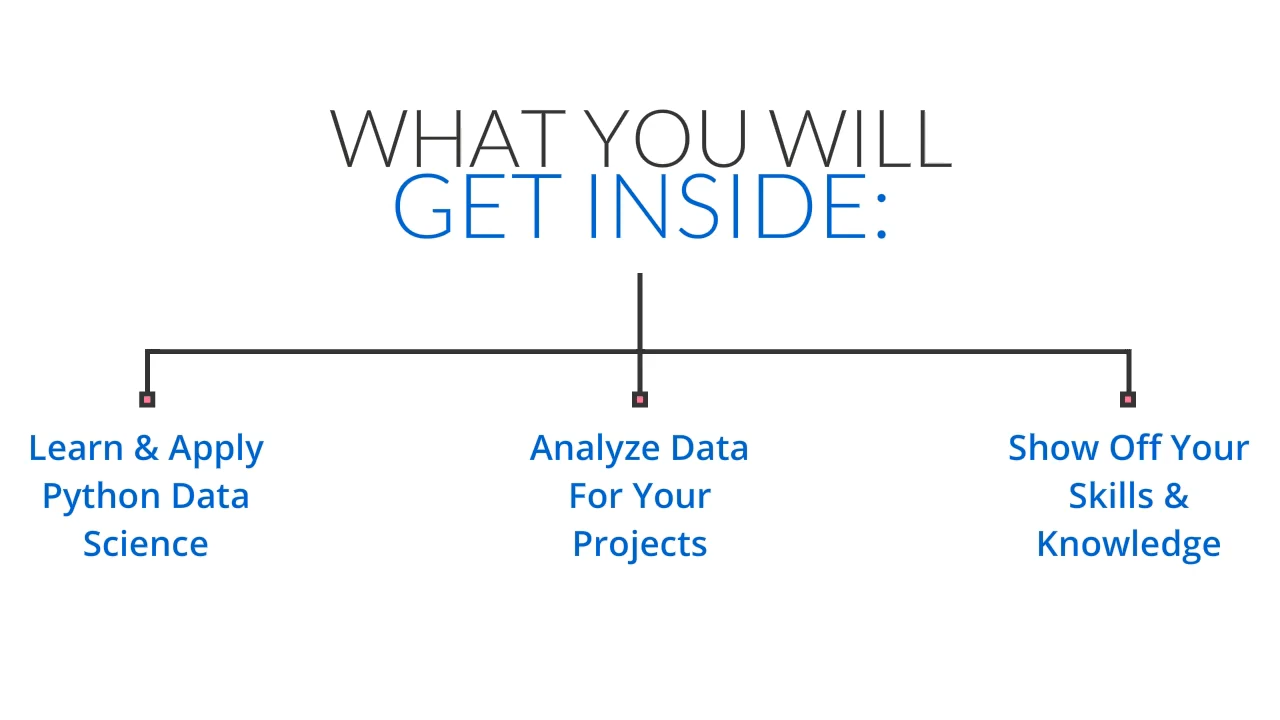 WHAT YOU WILL
GET INSIDE:
Learn & Apply
Python Data
Science
Analyze Data
For Your
Projects
Show Off Your
Skills &
Knowledge